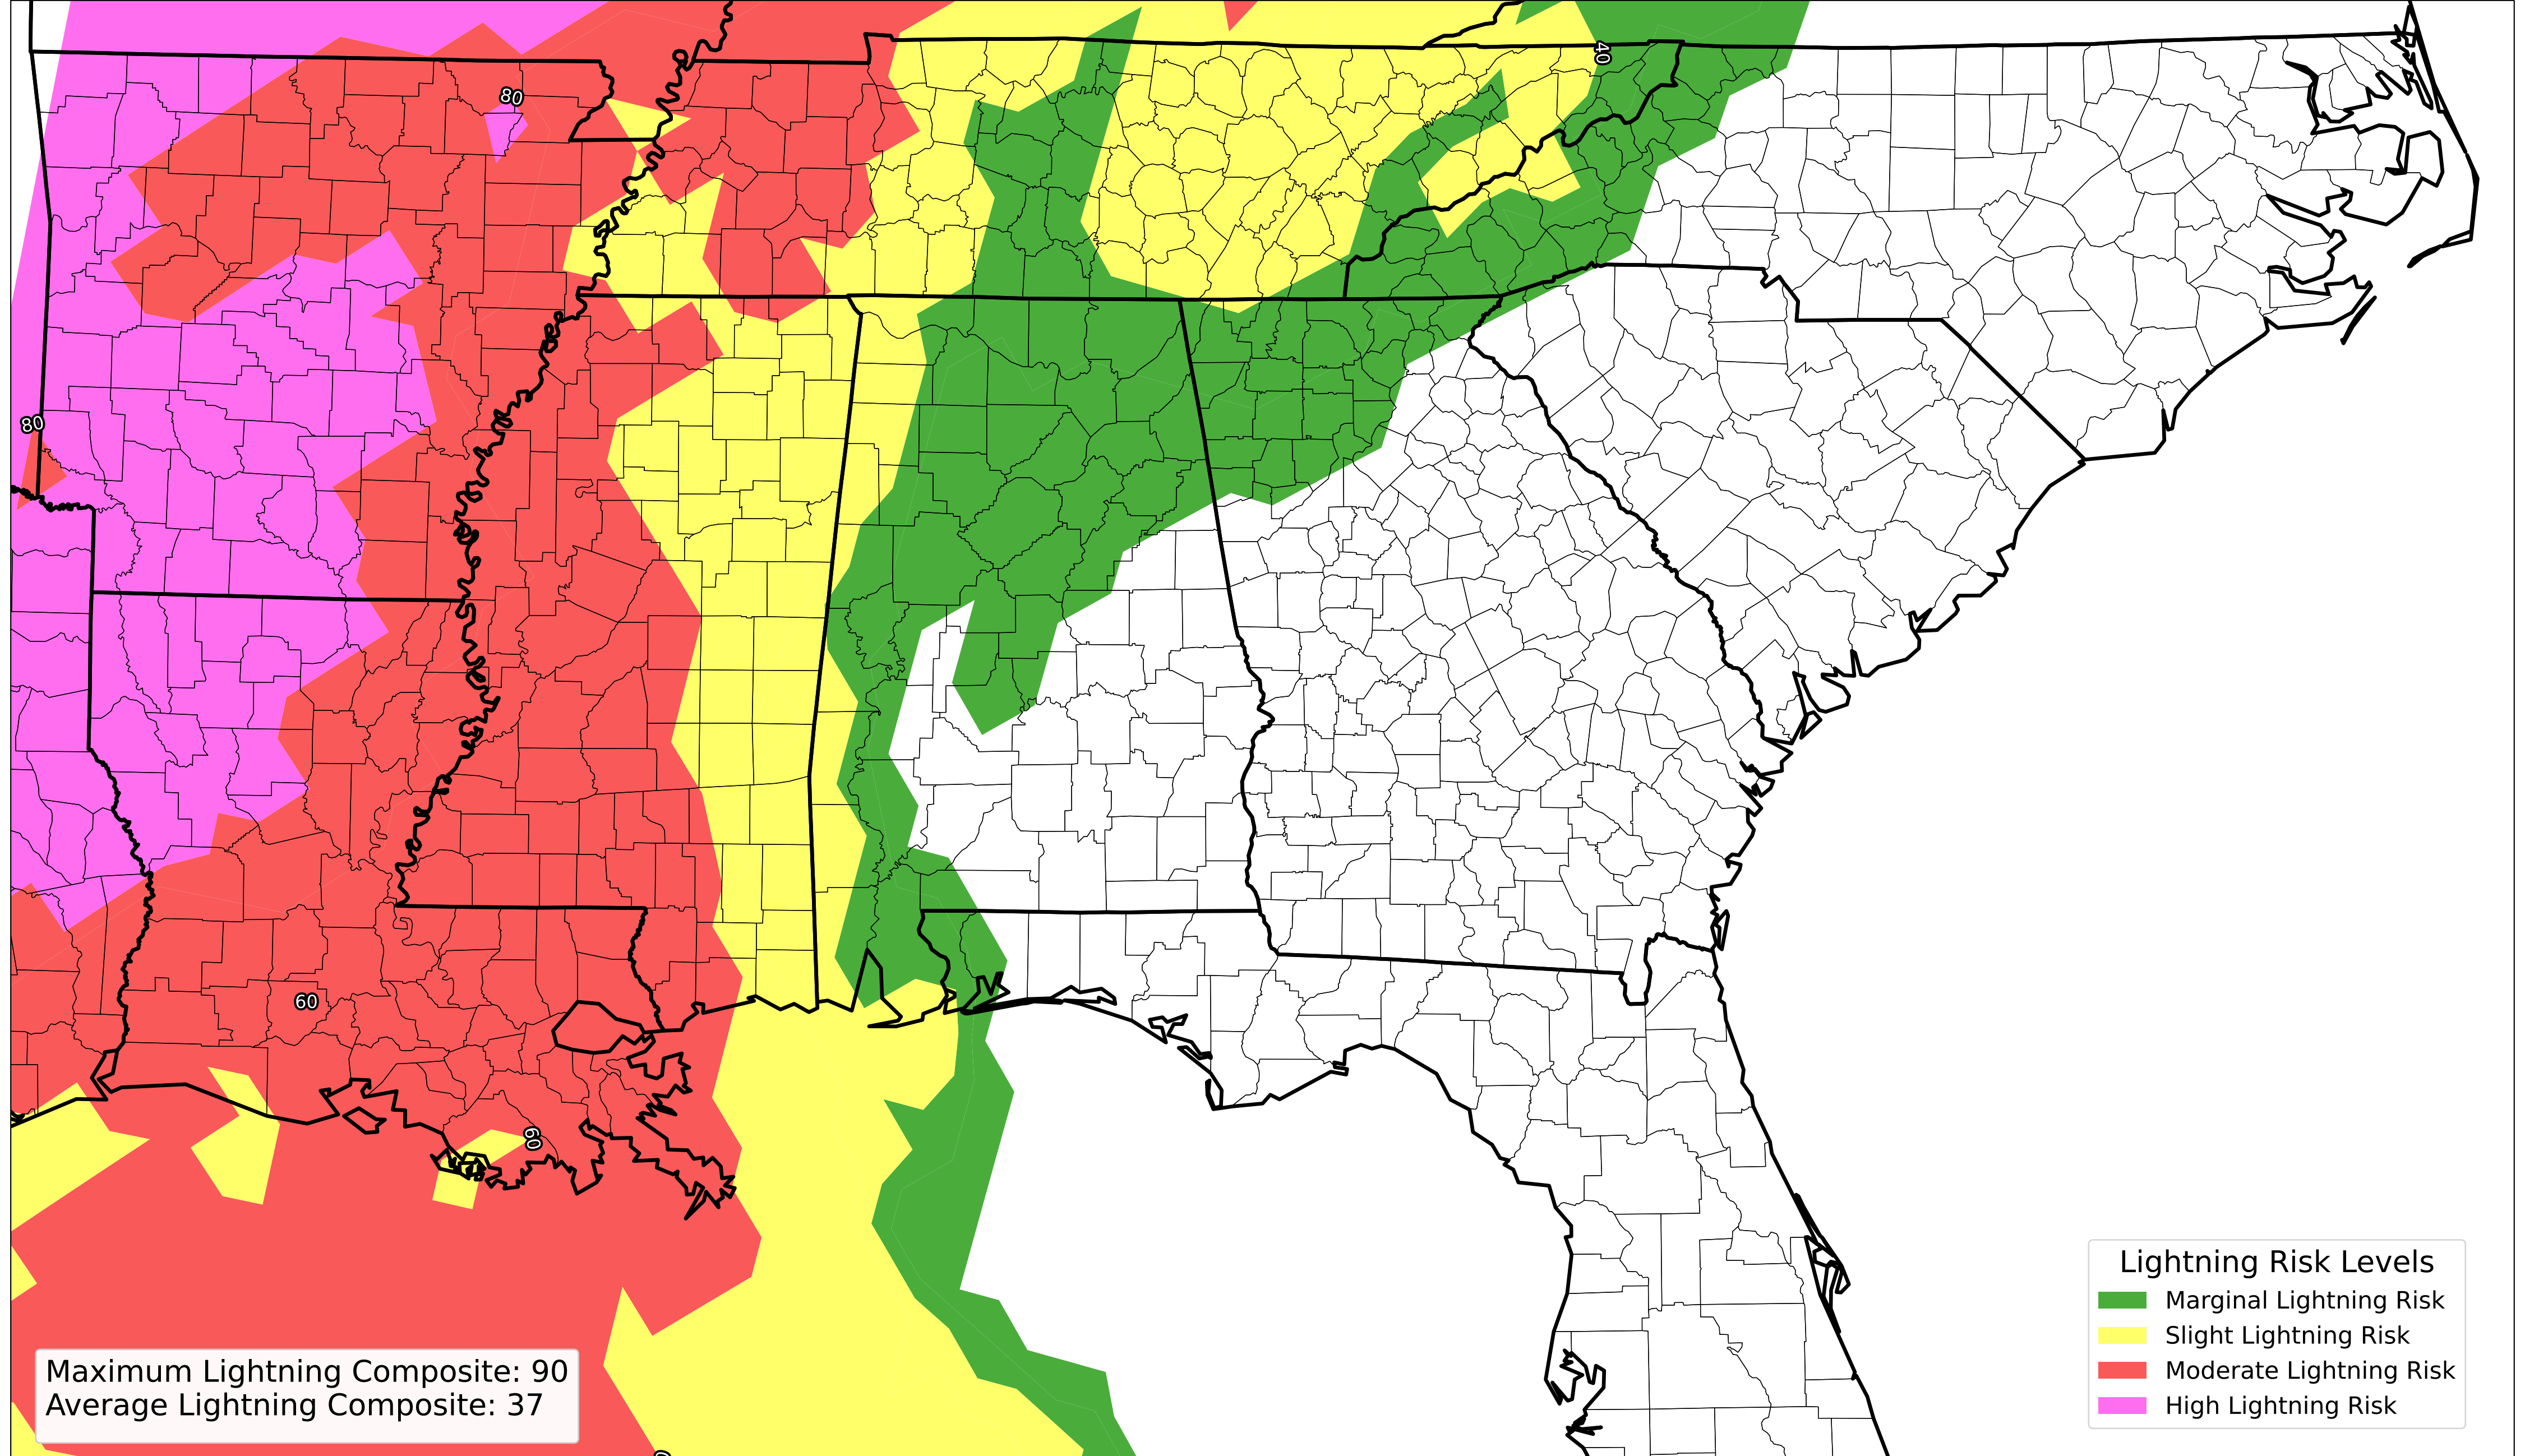 40
80
80
60
60
Maximum Lightning Composite: 90
Average Lightning Composite: 37
Lightning Risk Levels
Marginal Lightning Risk
Slight Lightning Risk
Moderate Lightning Risk
High Lightning Risk